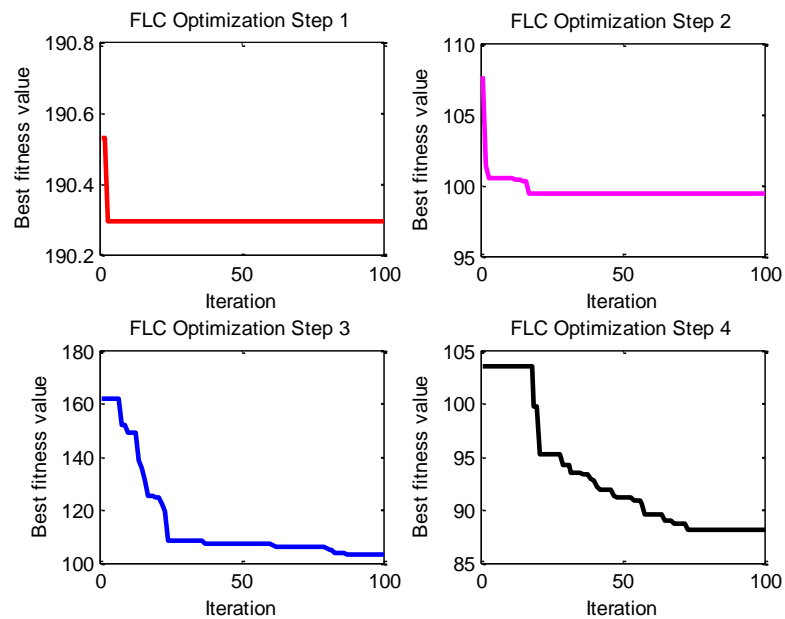 FLC Optimization Step 1
190.8
190.6
190.4
190.2
0
50
100
Best fitness value
Iteration
FLC Optimization Step 2
110
105
100
95
0
50
100
Best fitness value
Iteration
FLC Optimization Step 3
180
160
140
120
100
0
50
100
Best fitness value
Iteration
FLC Optimization Step 4
105
100
95
90
85
0
50
100
Best fitness value
Iteration